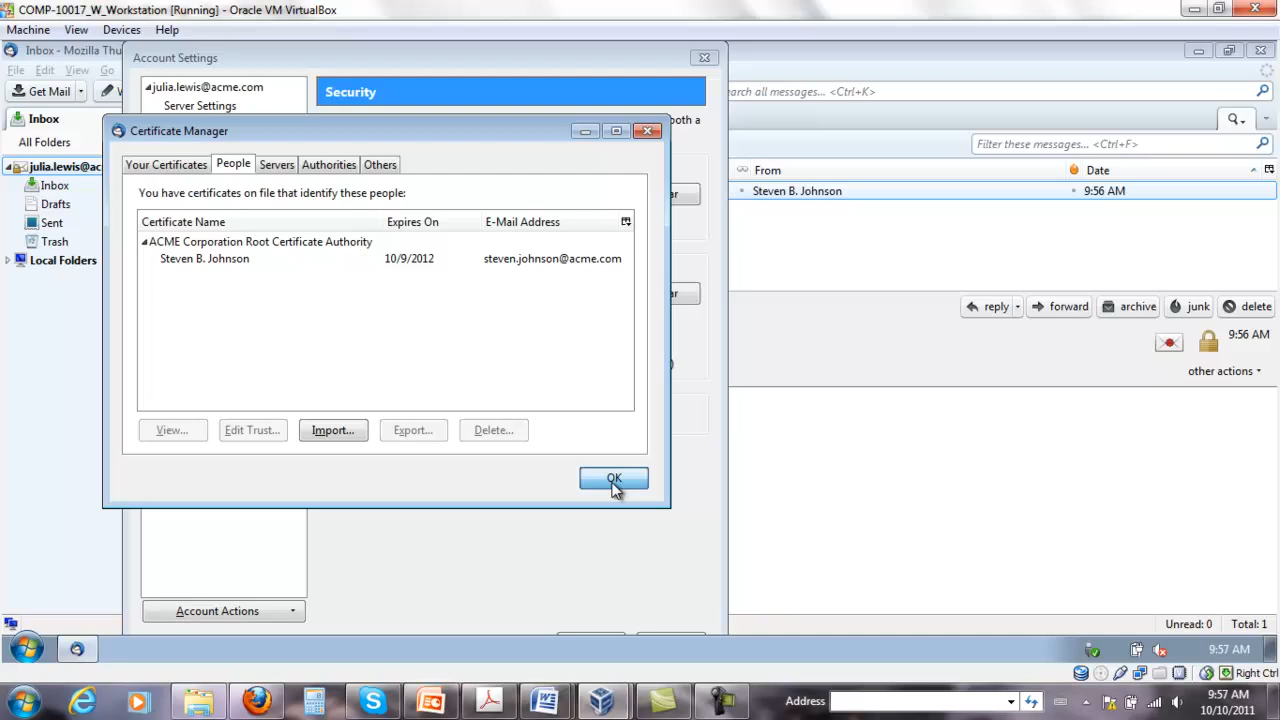 COMP-10017_W_Workstation [Running] - Oracle VM VirtualBox
Machine View Devices Help
Inbox - Mozilla Thu
Account Settings
File Edit View Go
julia.lewis@acme.com
Security
Get Mail
Server Settings
earch all messages... <Ctrl+K>
Inbox
both a
Certificate Manager
All Folders
Filter these messages... <Ctrl+F>
Your Certificates People Servers Authorities Others
julia.lewis@ac
From Date
Inbox
You have certificates on file that identify these people:
ar
Steven B. Johnson 9:56 AM
Drafts
Sent
Certificate Name Expires On E-Mail Address
Trash
ACME Corporation Root Certificate Authority
Local Folders
Steven B. Johnson 10/9/2012 steven.johnson@acme.com
ar
reply forward archive junk delete
9:56 AM
other actions
View... Edit Trust... Import... Export... Delete...
OK
Account Actions
Unread: 0 Total: 1
9:57 AM
Right Ctrl
Address
9:57 AM
10/10/2011